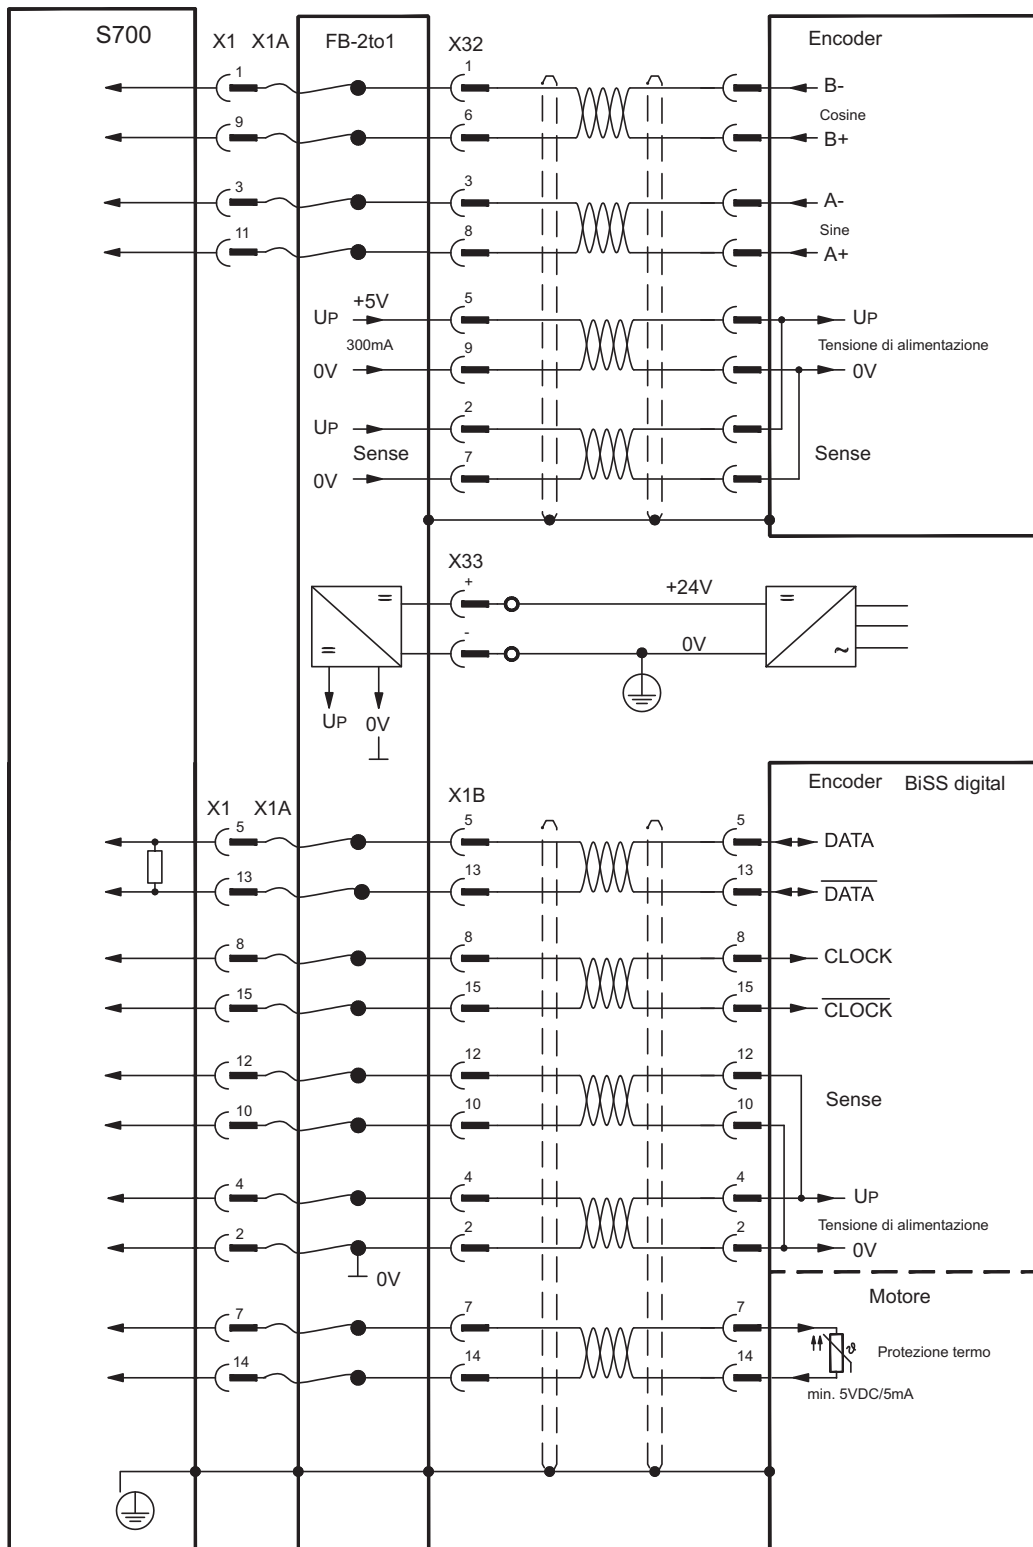 S700 X1 X1A FB-2to1 X32 Encoder
1 1 B-
Cosine
9 6 B+
3 3 A-
Sine
11 8 A+
UP +5V 5 UP
300mA Tensione di alimentazione
0V 9 0V
UP 2
Sense Sense
0V 7
X33
+ +24V
= =
- 0V
= ~
UP 0V
Encoder BiSS digital
X1 X1A X1B
5 5 5 DATA
13 13 13 DATA
8 8 8 CLOCK
15 15 15 CLOCK
12 12 12
Sense
10 10 10
4 4 4 UP
Tensione di alimentazione
2 2 2 0V
0V
Motore
7 7 7
ϑ Protezione termo
14 14 14
min. 5VDC/5mA